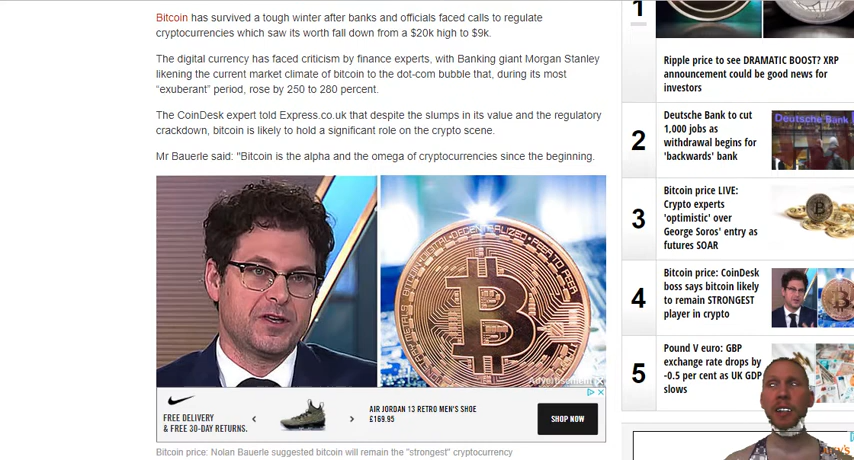 Bitcoin has survived a tough winter after banks and officials faced calls to regulate
cryptocurrencies which saw its worth fall down from a $20k high to $9k.
The digital currency has faced criticism by finance experts, with Banking giant Morgan Stanley
likening the current market climate of bitcoin to the dot-com bubble that, during its most
“exuberant” period, rose by 250 to 280 percent.
The CoinDesk expert told Express.co.uk that despite the slumps in its value and the regulatory
crackdown, bitcoin is likely to hold a significant role on the crypto scene.
Mr Bauerle said: "Bitcoin is the alpha and the omega of cryptocurrencies since the beginning.
BITCOIN DIGITAL DECENTRALIZED PEER TO PEER
B
Advertisement
FREE DELIVERY
& FREE 30-DAY RETURNS.
AIR JORDAN 13 RETRO MEN'S SHOE
£169.95
SHOP NOW
Bitcoin price: Nolan Bauerle suggested bitcoin will remain the "strongest" cryptocurrency
1
Ripple price to see DRAMATIC BOOST? XRP
announcement could be good news for
investors
2
Deutsche Bank to cut
1,000 jobs as
withdrawal begins for
'backwards' bank
Deutsche Bank
3
Bitcoin price LIVE:
Crypto experts
'optimistic' over
George Soros' entry as
futures SOAR
4
Bitcoin price: CoinDesk
boss says bitcoin likely
to remain STRONGEST
player in crypto
5
Pound V euro: GBP
exchange rate drops by
-0.5 per cent as UK GDP
slows